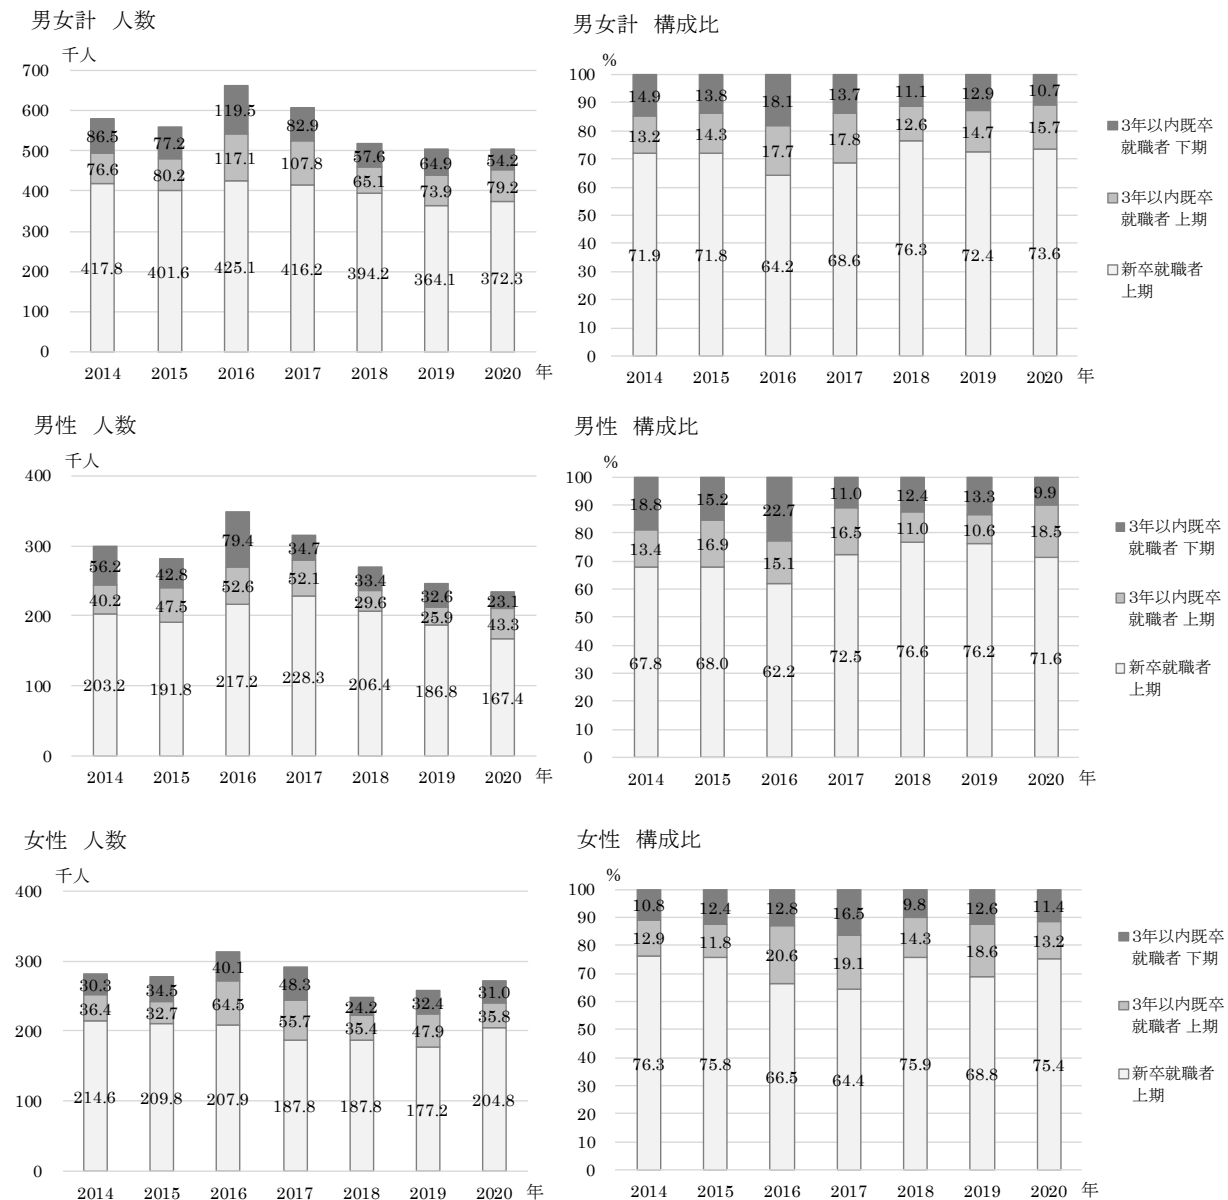 男女計 人数
千人
700
600
500
400
300
200
100
0
119.5
86.5 77.2 82.9 57.6 64.9 54.2
76.6 80.2 117.1 107.8 65.1 73.9 79.2
417.8 401.6 425.1 416.2 394.2 364.1 372.3
2014 2015 2016 2017 2018 2019 2020 年
男女計 構成比
%
100
90
80
70
60
50
40
30
20
10
0
14.9 13.8 18.1 13.7 11.1 12.9 10.7
13.2 14.3 17.7 17.8 12.6 14.7 15.7
71.9 71.8 64.2 68.6 76.3 72.4 73.6
2014 2015 2016 2017 2018 2019 2020 年
3年以内既卒
就職者 下期
3年以内既卒
就職者 上期
新卒就職者
上期
男性 人数
千人
400
300
200
100
0
56.2 42.8 79.4 34.7 33.4 32.6 23.1
40.2 47.5 52.6 52.1 29.6 25.9 43.3
203.2 191.8 217.2 228.3 206.4 186.8 167.4
2014 2015 2016 2017 2018 2019 2020 年
男性 構成比
%
100
90
80
70
60
50
40
30
20
10
0
18.8 15.2 22.7 11.0 12.4 13.3 9.9
13.4 16.9 15.1 16.5 11.0 10.6 18.5
67.8 68.0 62.2 72.5 76.6 76.2 71.6
2014 2015 2016 2017 2018 2019 2020 年
3年以内既卒
就職者 下期
3年以内既卒
就職者 上期
新卒就職者
上期
女性 人数
千人
400
300
200
100
0
30.3 34.5 40.1 48.3 24.2 32.4 31.0
36.4 32.7 64.5 55.7 35.4 47.9 35.8
214.6 209.8 207.9 187.8 187.8 177.2 204.8
2014 2015 2016 2017 2018 2019 2020 年
女性 構成比
%
100
90
80
70
60
50
40
30
20
10
0
10.8 12.4 12.8 16.5 9.8 12.6 11.4
12.9 11.8 20.6 19.1 14.3 18.6 13.2
76.3 75.8 66.5 64.4 75.9 68.8 75.4
2014 2015 2016 2017 2018 2019 2020 年
3年以内既卒
就職者 下期
3年以内既卒
就職者 上期
新卒就職者
上期